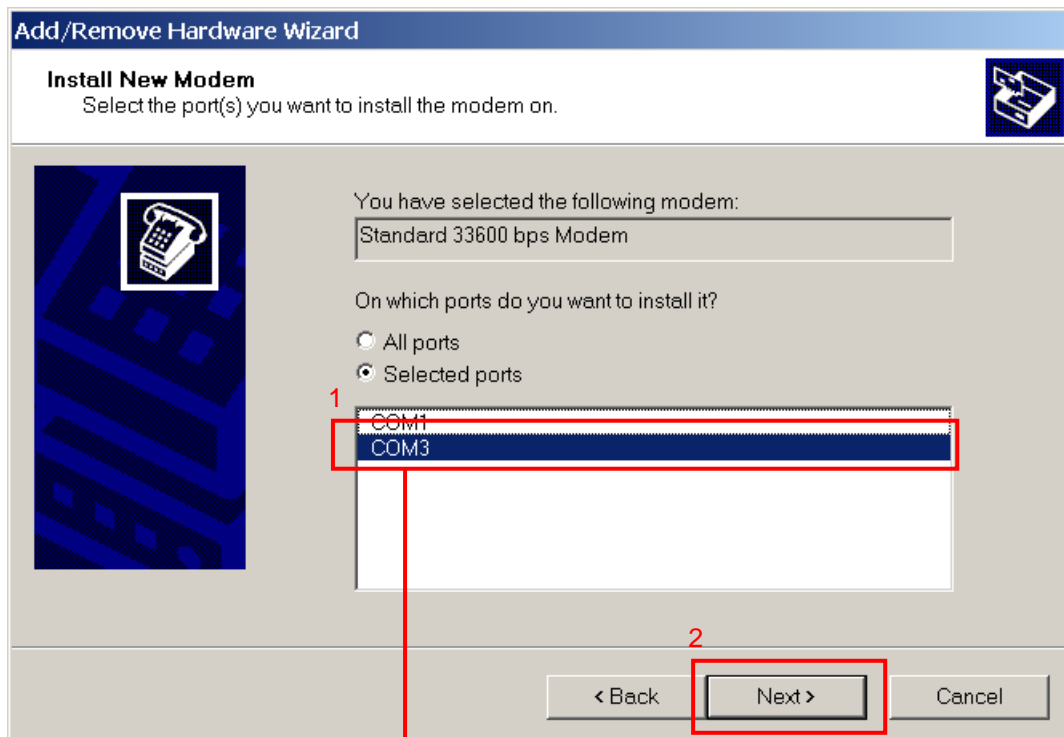 Add/Remove Hardware Wizard
Install New Modem
Select the port(s) you want to install the modem on.
You have selected the following modem:
Standard 33600 bps Modem
On which ports do you want to install it?
All ports
Selected ports
1
COM1
COM3
2
< Back
Next >
Cancel